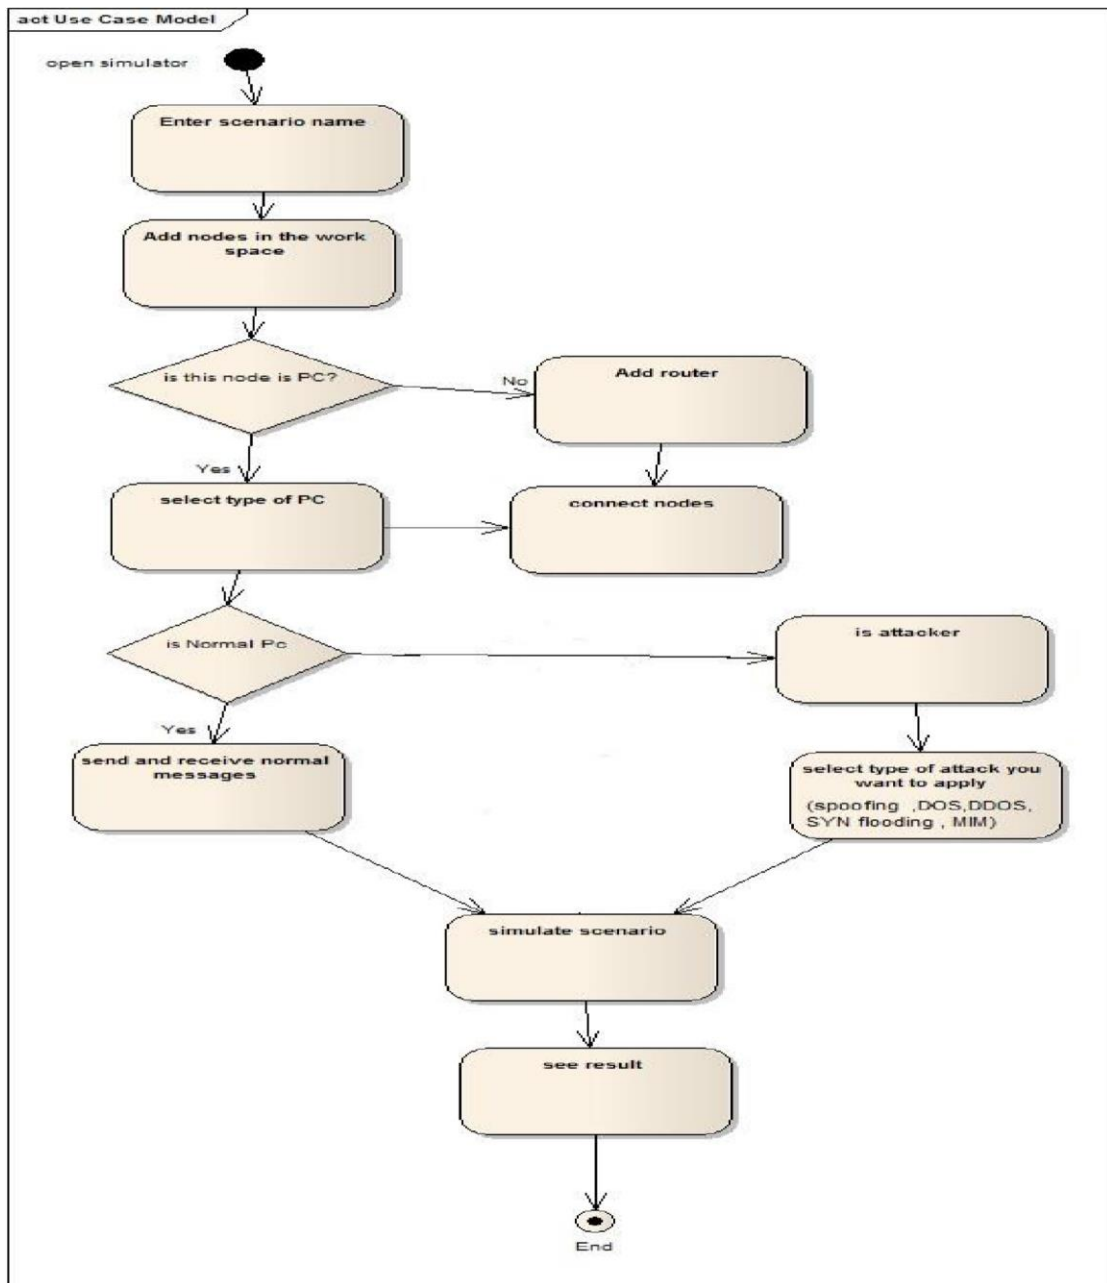 act Use Case Model
open simulator
Enter scenario name
Add nodes in the work
space
is this node is PC?
No
Add router
Yes
select type of PC
connect nodes
is Normal Pc
is attacker
Yes
send and receive normal
messages
select type of attack you
want to apply
(spoofing ,DOS,DDOS,
SYN flooding , MIM)
simulate scenario
see result
End